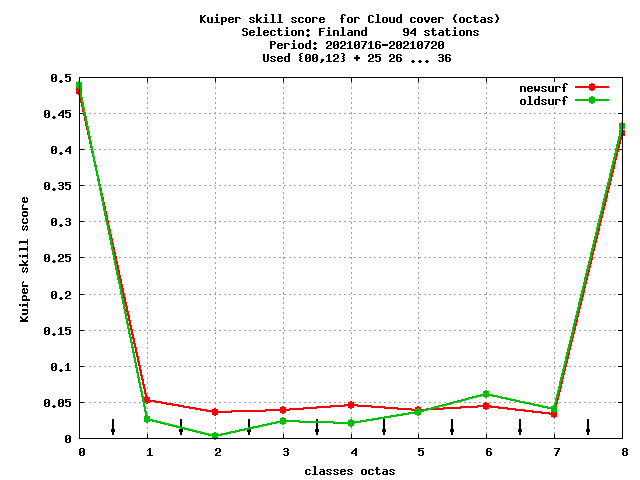 Kuiper skill score  for Cloud cover (octas)
Selection: Finland     94 stations
Period: 20210716-20210720
Used {00,12} + 25 26 ... 36
newsurf
oldsurf
0.5
0.45
0.4
0.35
0.3
0.25
0.2
0.15
0.1
0.05
0
Kuiper skill score
0 1 2 3 4 5 6 7 8
classes octas